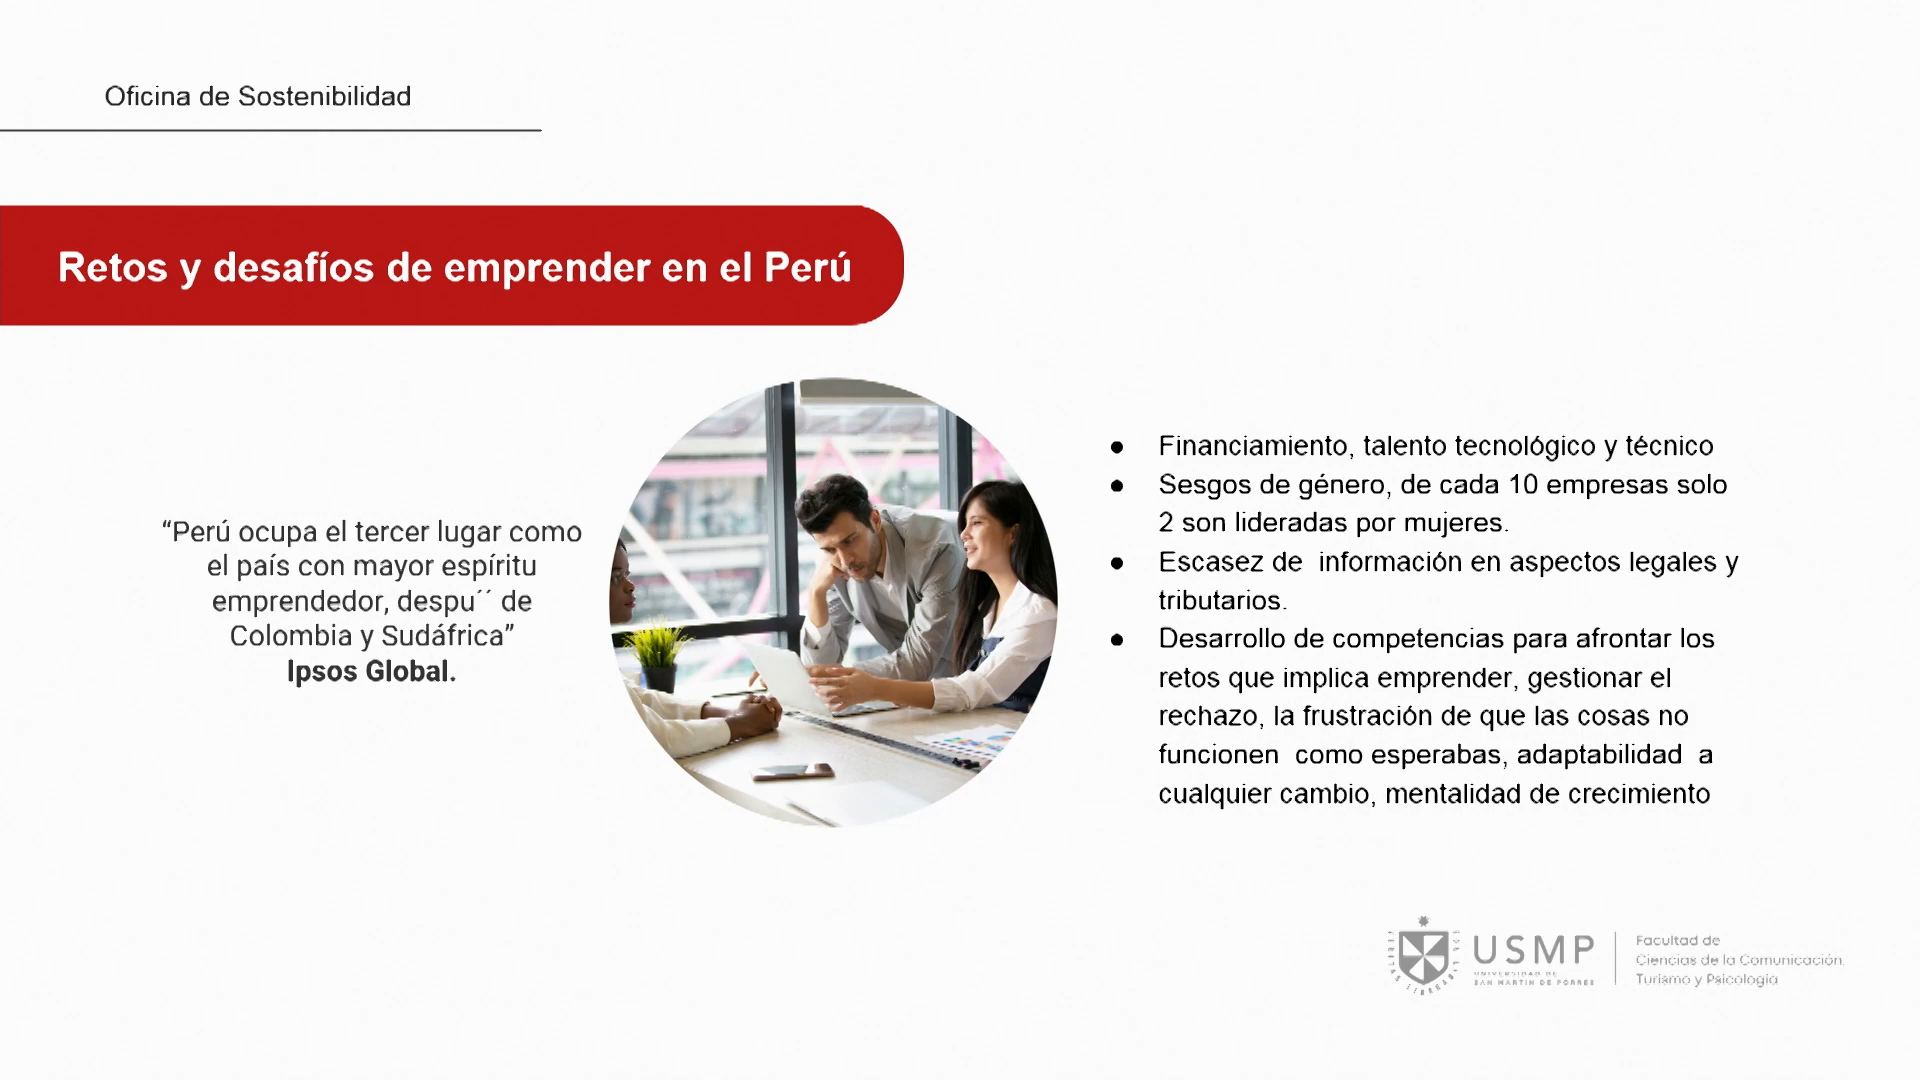 Oficina de Sostenibilidad
Retos y desafíos de emprender en el Perú
“Perú ocupa el tercer lugar como
el país con mayor espíritu
emprendedor, despu´´ de
Colombia y Sudáfrica”
Ipsos Global.
● Financiamiento, talento tecnológico y técnico
● Sesgos de género, de cada 10 empresas solo
2 son lideradas por mujeres.
● Escasez de  información en aspectos legales y
tributarios.
● Desarrollo de competencias para afrontar los
retos que implica emprender, gestionar el
rechazo, la frustración de que las cosas no
funcionen  como esperabas, adaptabilidad  a
cualquier cambio, mentalidad de crecimiento
USMP
UNIVERSIDAD DE
SAN MARTIN DE PORRES
Facultad de
Ciencias de la Comunicación,
Turismo y Psicología